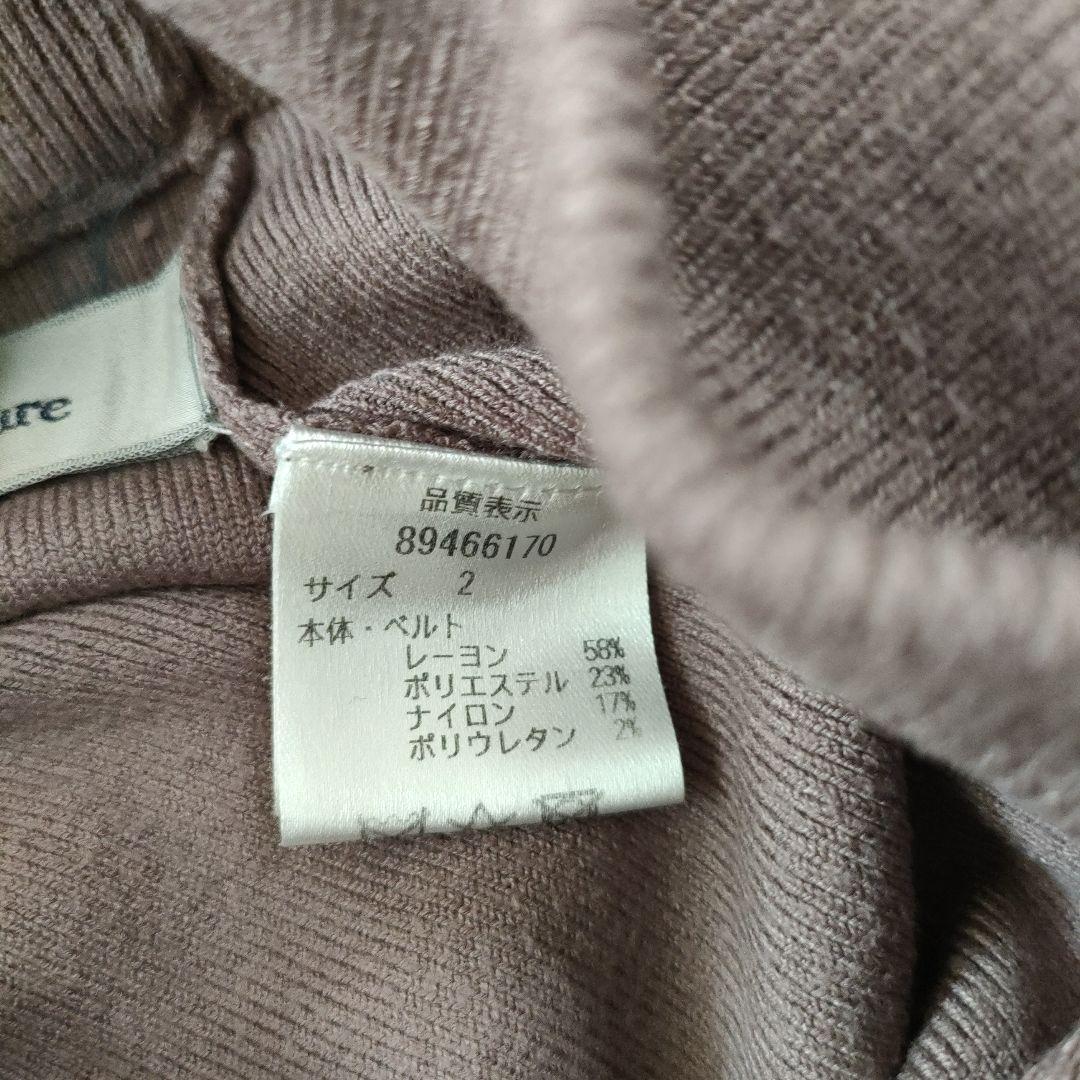 品質表示
89466170
サイズ 2
本体・ベルト
レーヨン 58%
ポリエステル 23%
ナイロン 17%
ポリウレタン 2%